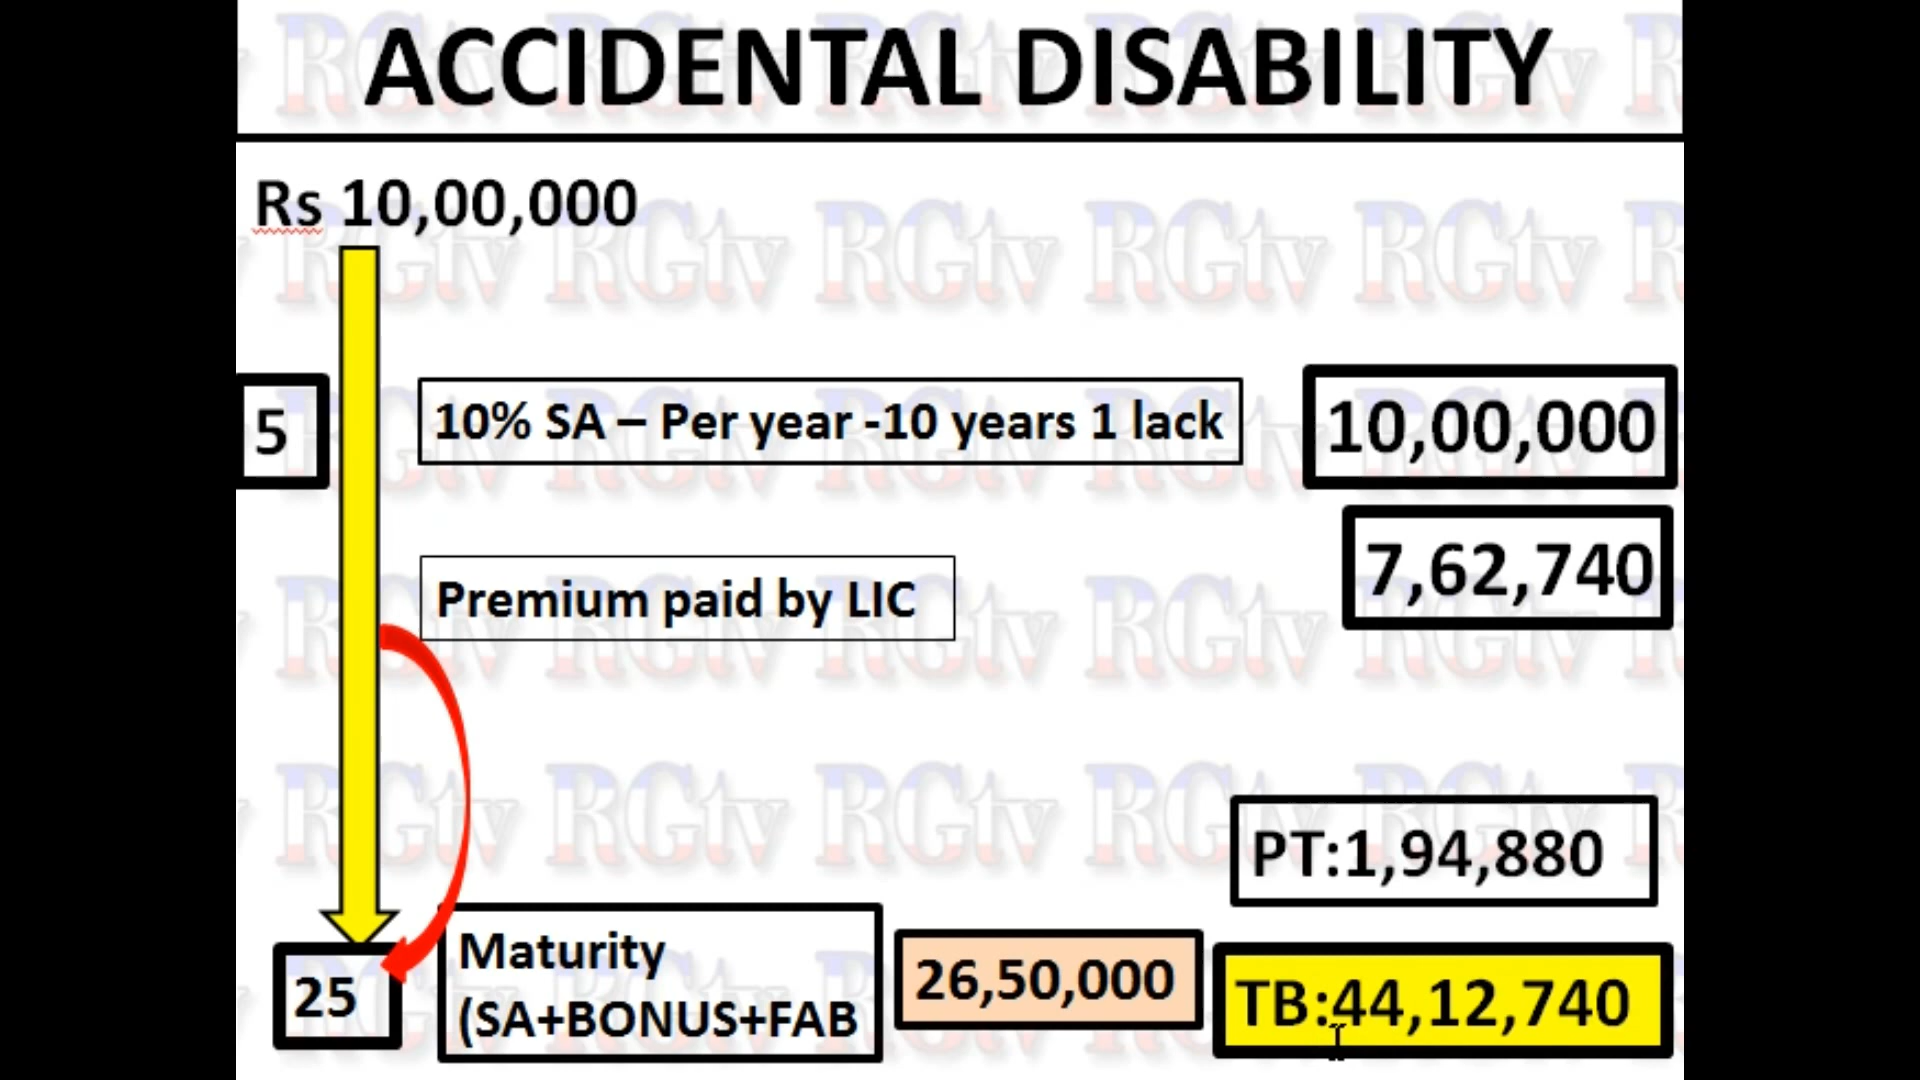 ACCIDENTAL DISABILITY
Rs 10,00,000
5
10% SA – Per year -10 years 1 lack
10,00,000
7,62,740
Premium paid by LIC
PT:1,94,880
25
Maturity
(SA+BONUS+FAB
26,50,000
TB:44,12,740
RGtv